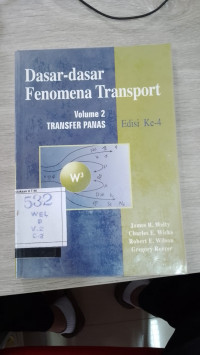 Dasar-dasar
Fenomena Transport
Volume 2
TRANSFER PANAS
Edisi Ke-4
W³
532
WEL
James R. Welty
Charles E. Wicks
Robert E. Wilson
Gregory Rorrer